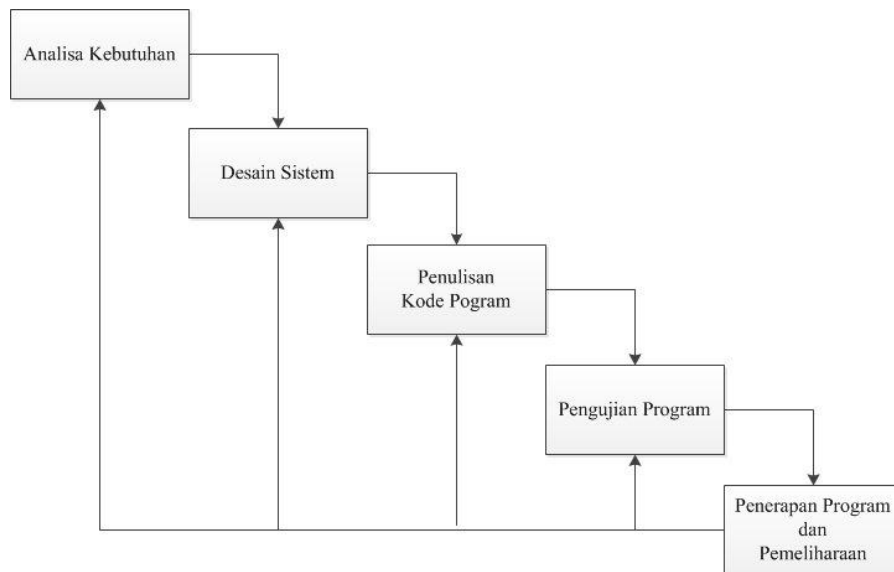 Analisa Kebutuhan
Desain Sistem
Penulisan
Kode Pogram
Pengujian Program
Penerapan Program
dan
Pemeliharaan